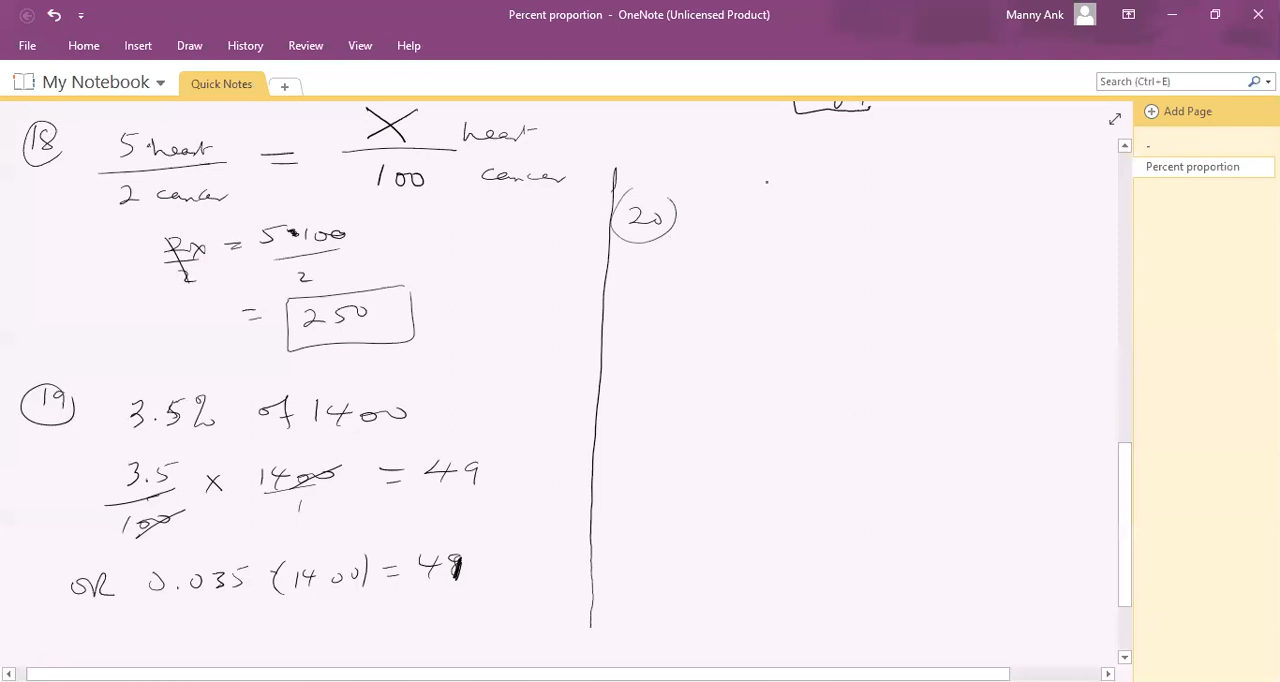 Percent proportion - OneNote (Unlicensed Product)
Manny Ank
File Home Insert Draw History Review View Help
My Notebook
Quick Notes
+
Search (Ctrl+E)
Add Page
-
Percent proportion
18
5 heart / 2 cancer = X heart / 100 cancer
2x / 2 = 5 · 100 / 2
= 250
19
3.5% of 1400
3.5 / 100 × 1400 / 1 = 49
OR 0.035 (1400) = 49
20